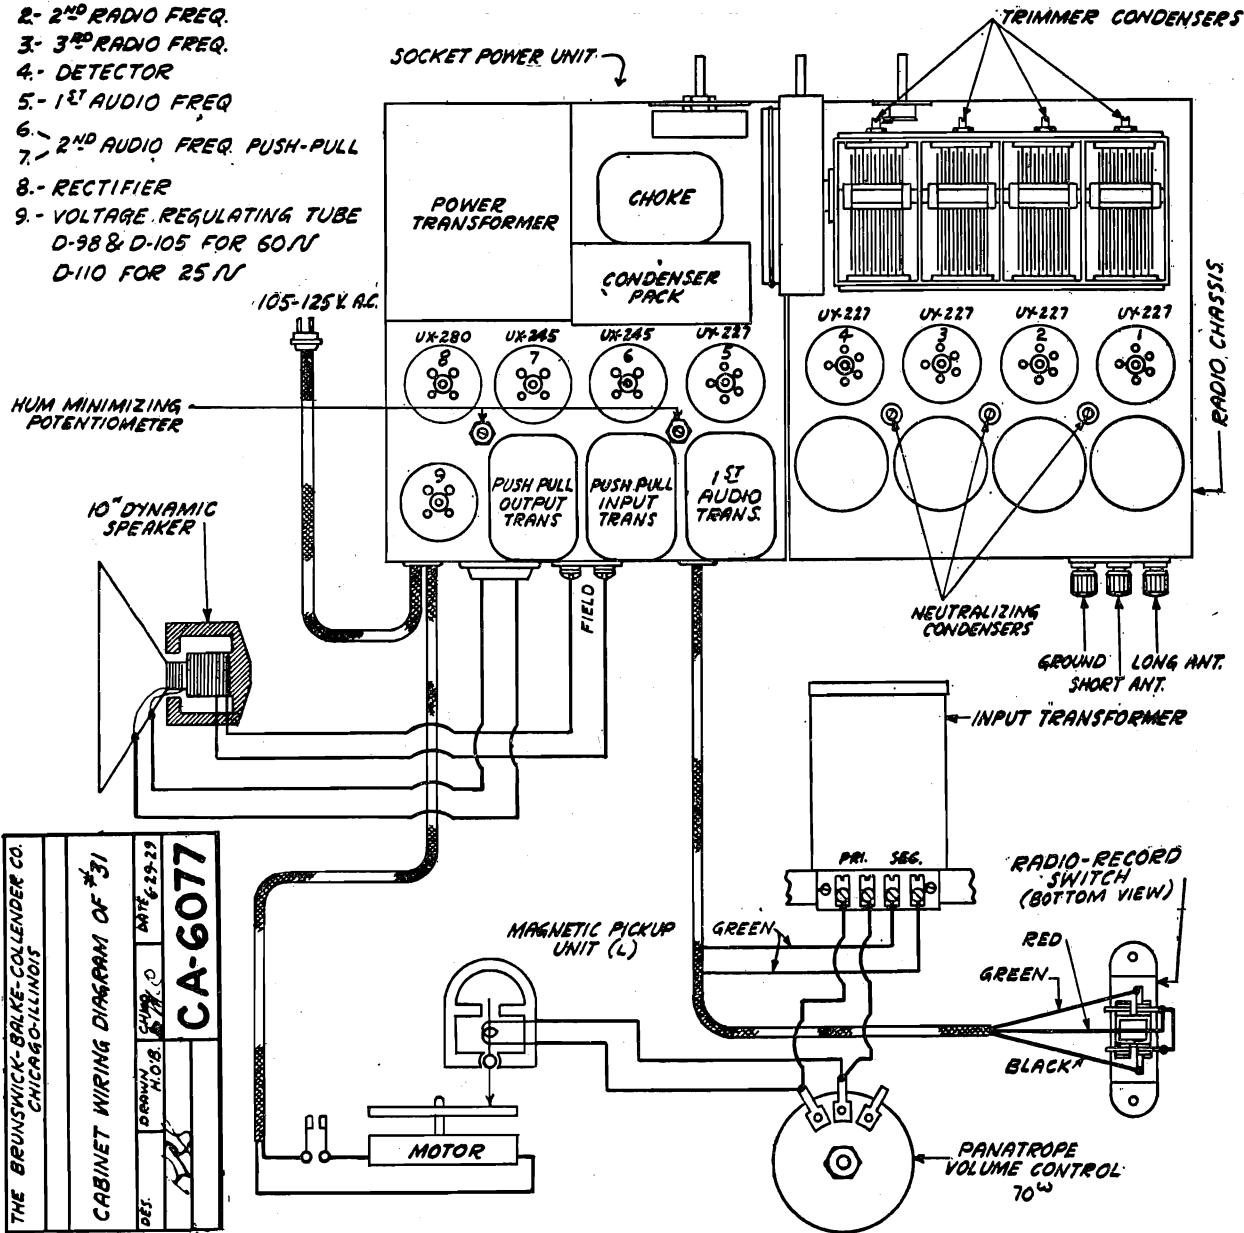 2.- 2ND RADIO FREQ.
3.- 3RD RADIO FREQ.
4.- DETECTOR
5.- 1ST AUDIO FREQ
6.
7. 2ND AUDIO FREQ. PUSH-PULL
8.- RECTIFIER
9.- VOLTAGE REGULATING TUBE
D-98 & D-105 FOR 60~
D-110 FOR 25~
SOCKET POWER UNIT
TRIMMER CONDENSERS
POWER
TRANSFORMER
CHOKE
CONDENSER
PACK
105-125 V. A.C.
UX-280
UX-245
UX-245
UY-227
UY-227
UY-227
UY-227
UY-227
8
7
6
5
4
3
2
1
RADIO CHASSIS
HUM MINIMIZING
POTENTIOMETER
9
PUSH PULL
OUTPUT
TRANS
PUSH PULL
INPUT
TRANS
1ST
AUDIO
TRANS.
10" DYNAMIC
SPEAKER
FIELD
NEUTRALIZING
CONDENSERS
GROUND
LONG ANT.
SHORT ANT.
INPUT TRANSFORMER
PRI. SEC.
RADIO-RECORD
SWITCH
(BOTTOM VIEW)
MAGNETIC PICKUP
UNIT (L)
GREEN
RED
GREEN
BLACK
MOTOR
PANATROPE
VOLUME CONTROL
70ω
THE BRUNSWICK-BALKE-COLLENDER CO.
CHICAGO-ILLINOIS
CABINET WIRING DIAGRAM OF #31
DES.
DRAWN H.O'B.
CHKD
DATE 6-29-29
CA-6077